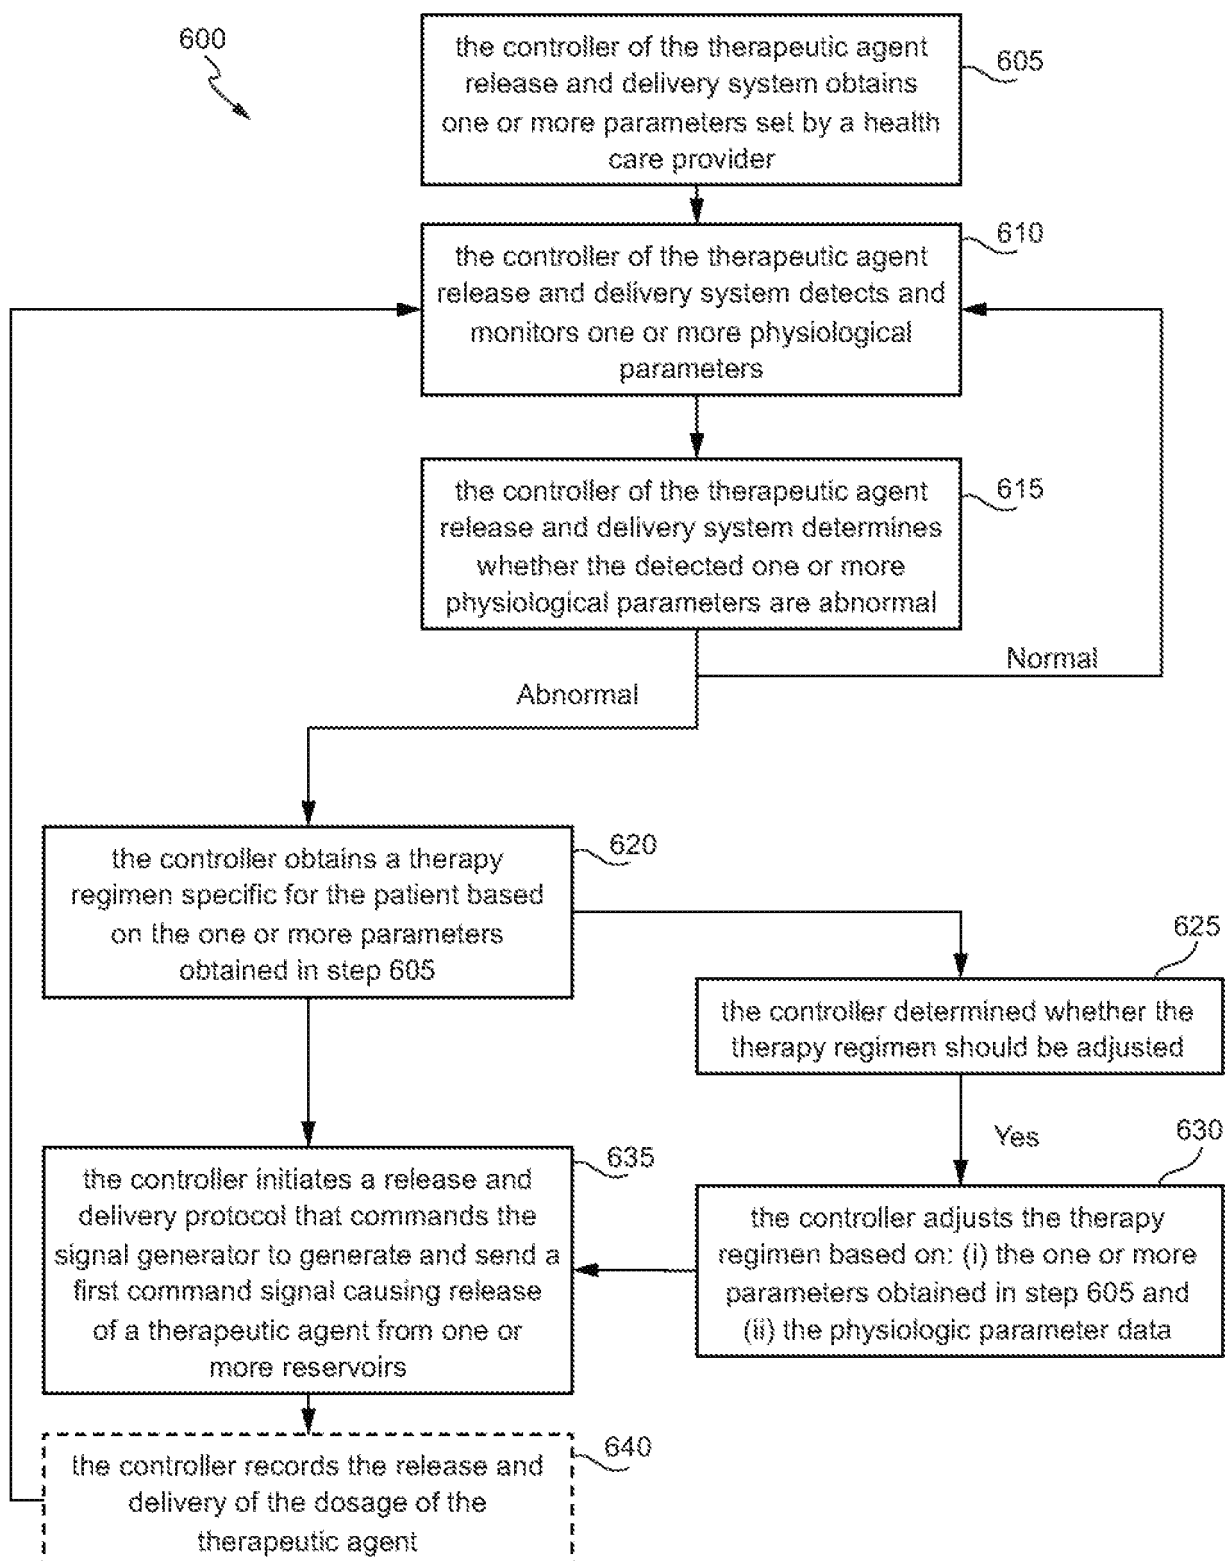 600
the controller of the therapeutic agent
release and delivery system obtains
one or more parameters set by a health
care provider
605
the controller of the therapeutic agent
release and delivery system detects and
monitors one or more physiological
parameters
610
the controller of the therapeutic agent
release and delivery system determines
whether the detected one or more
physiological parameters are abnormal
615
Normal
Abnormal
the controller obtains a therapy
regimen specific for the patient based
on the one or more parameters
obtained in step 605
620
625
the controller determined whether the
therapy regimen should be adjusted
Yes
630
the controller adjusts the therapy
regimen based on: (i) the one or more
parameters obtained in step 605 and
(ii) the physiologic parameter data
635
the controller initiates a release and
delivery protocol that commands the
signal generator to generate and send a
first command signal causing release
of a therapeutic agent from one or
more reservoirs
640
the controller records the release and
delivery of the dosage of the
therapeutic agent